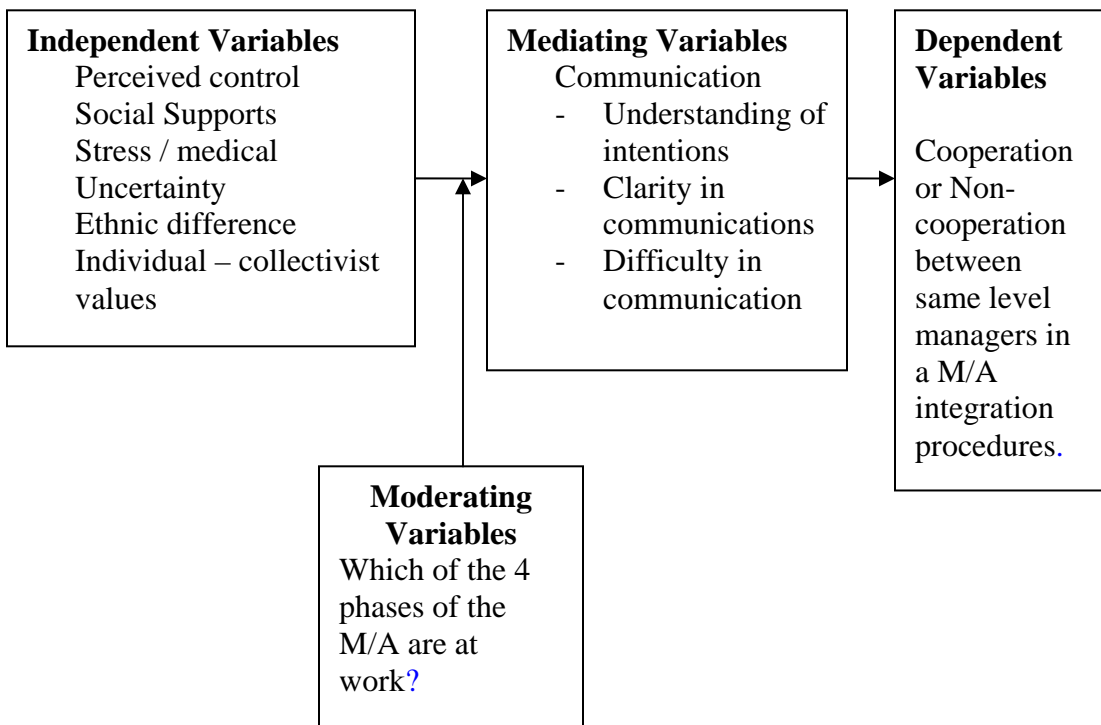 Independent Variables
Perceived control
Social Supports
Stress / medical
Uncertainty
Ethnic difference
Individual – collectivist
values
Mediating Variables
Communication
- Understanding of
intentions
- Clarity in
communications
- Difficulty in
communication
Dependent
Variables
Cooperation
or Non-
cooperation
between
same level
managers in
a M/A
integration
procedures.
Moderating
Variables
Which of the 4
phases of the
M/A are at
work?